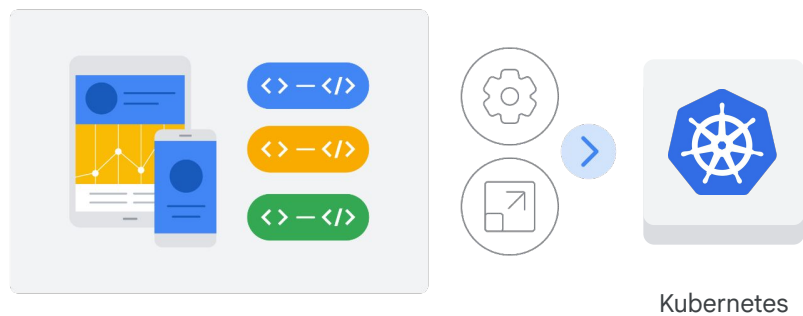 <> — </>
<> — </>
<> — </>
Kubernetes